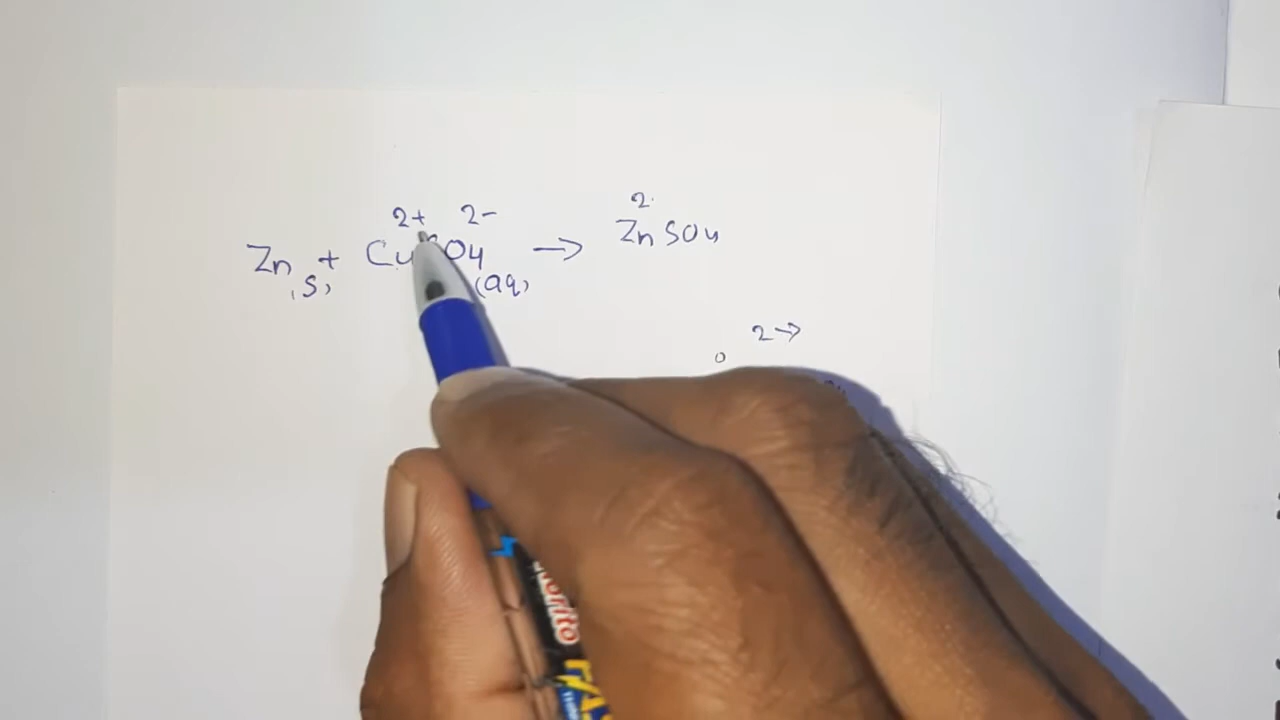 2+ 2- 2.
Zn(s) + CuSO4(aq) → ZnSO4
2→
0